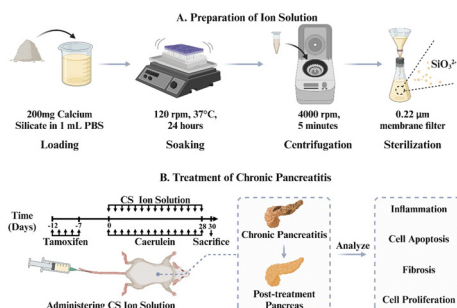 A. Preparation of Ion Solution
SiO₃²⁻
200mg Calcium
Silicate in 1 mL PBS
120 rpm, 37°C,
24 hours
4000 rpm,
5 minutes
0.22 μm
membrane filter
Loading
Soaking
Centrifugation
Sterilization
B. Treatment of Chronic Pancreatitis
CS Ion Solution
Time
(Days)
-12 -7 0 28 30
Tamoxifen
Caerulein
Sacrifice
Administering CS Ion Solution
Chronic Pancreatitis
Post-treatment
Pancreas
Analyze
Inflammation
Cell Apoptosis
Fibrosis
Cell Proliferation